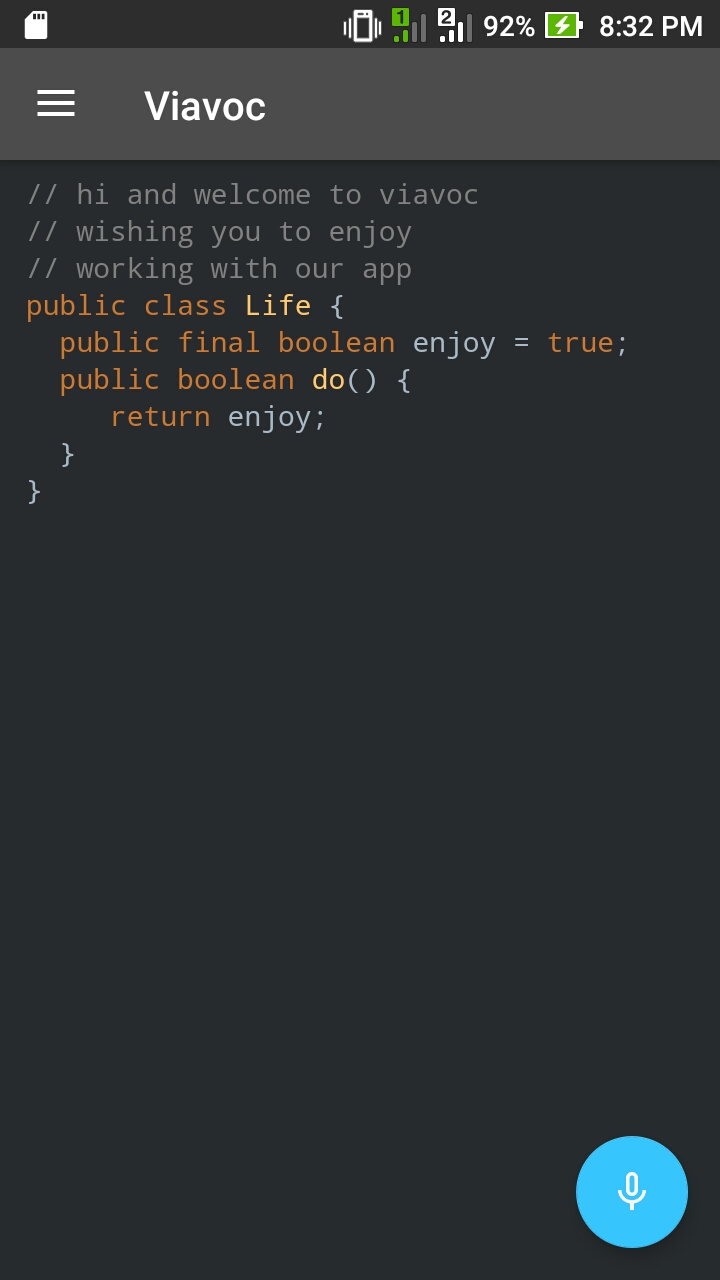 1 2 92% 8:32 PM
Viavoc
// hi and welcome to viavoc
// wishing you to enjoy
// working with our app
public class Life {
  public final boolean enjoy = true;
  public boolean do() {
     return enjoy;
  }
}